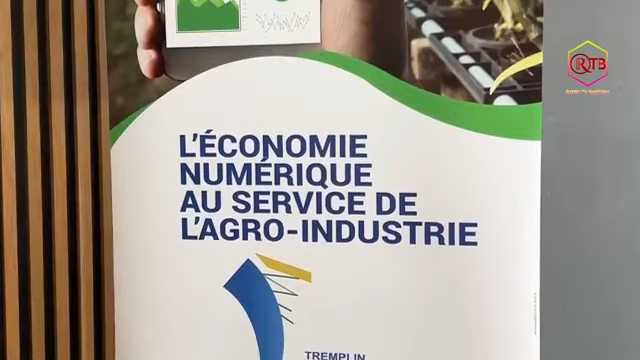 RTB
L'ÉCONOMIE
NUMÉRIQUE
AU SERVICE DE
L'AGRO-INDUSTRIE
TREMPLIN